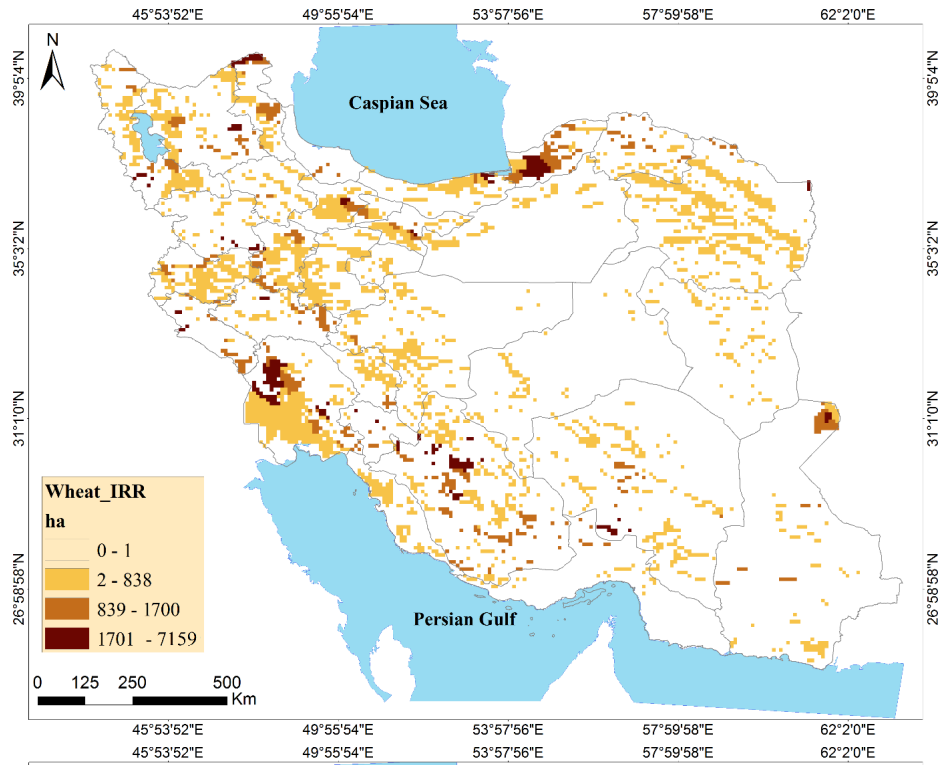 45°53'52"E 49°55'54"E 53°57'56"E 57°59'58"E 62°2'0"E
N
39°5'4"N
39°5'4"N
Caspian Sea
35°3'2"N
35°3'2"N
31°1'0"N
31°1'0"N
Wheat_IRR
ha
0 - 1
2 - 838
839 - 1700
1701 - 7159
26°58'58"N
26°58'58"N
Persian Gulf
0 125 250 500
Km
45°53'52"E 49°55'54"E 53°57'56"E 57°59'58"E 62°2'0"E
45°53'52"E 49°55'54"E 53°57'56"E 57°59'58"E 62°2'0"E